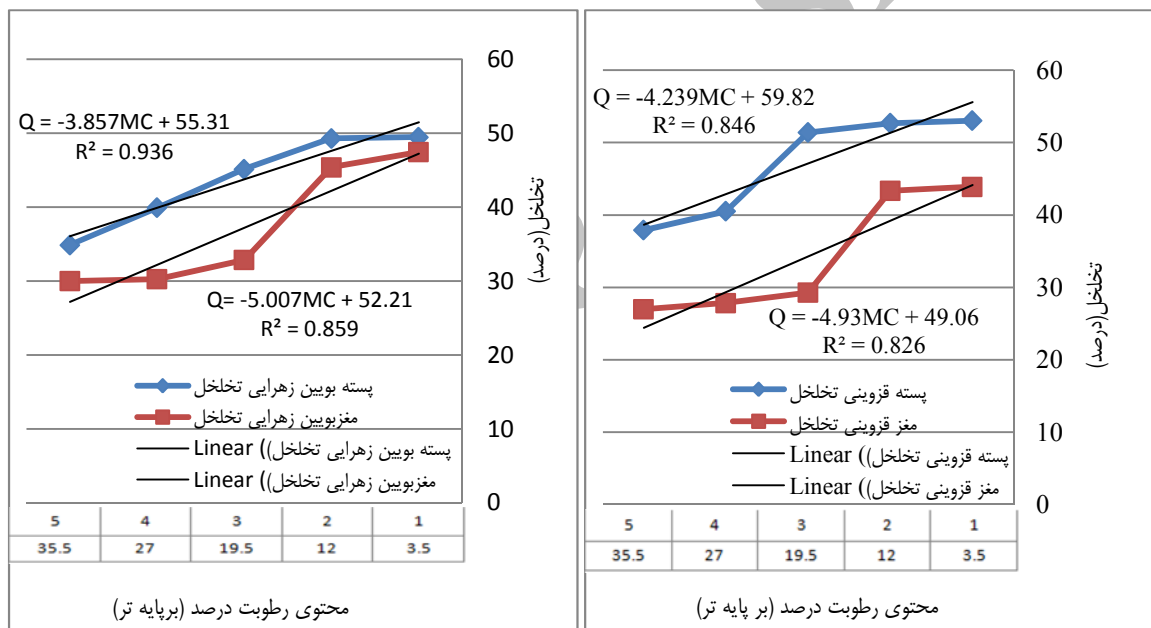 60
50
40
30
20
10
0
تخلخل(درصد)
Q = -3.857MC + 55.31
R² = 0.936
Q= -5.007MC + 52.21
R² = 0.859
پسته بویین زهرایی تخلخل
مغزبویین زهرایی تخلخل
Linear ((پسته بویین زهرایی تخلخل
Linear ((مغزبویین زهرایی تخلخل
5 4 3 2 1
35.5 27 19.5 12 3.5
محتوی رطوبت درصد (برپایه تر)
60
50
40
30
20
10
0
تخلخل(درصد)
Q = -4.239MC + 59.82
R² = 0.846
Q = -4.93MC + 49.06
R² = 0.826
پسته قزوینی تخلخل
مغز قزوینی تخلخل
Linear ((پسته قزوینی تخلخل
Linear ((مغز قزوینی تخلخل
5 4 3 2 1
35.5 27 19.5 12 3.5
محتوی رطوبت درصد (بر پایه تر)